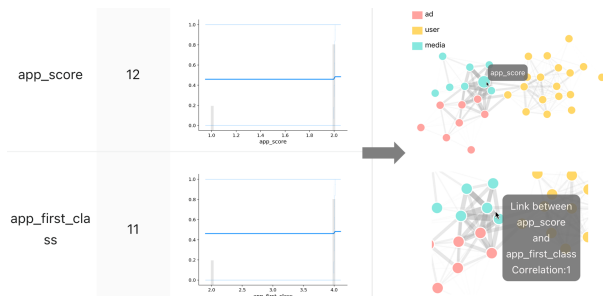 app_score
12
1.0
0.8
0.6
0.4
0.2
0.0
1.0 1.2 1.4 1.6 1.8 2.0
app_score
app_first_cla
ss
11
1.0
0.8
0.6
0.4
0.2
0.0
2.0 2.5 3.0 3.5 4.0
app_first_class
ad
user
media
app_score
Link between
app_score
and
app_first_class
Correlation:1